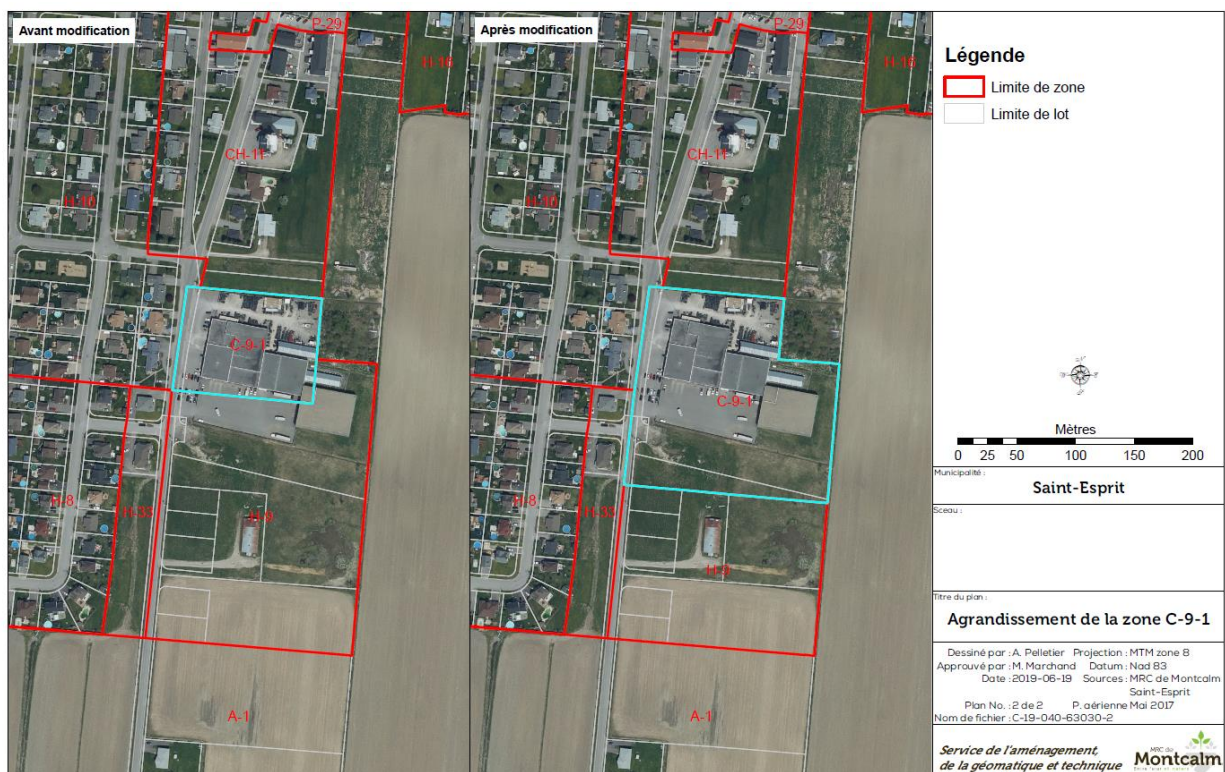 Avant modification
P-29
H-16
CH-11
H-10
C-9-1
H-8
H-33
H-9
A-1
Après modification
P-29
H-16
CH-11
H-10
C-9-1
H-8
H-33
H-9
A-1
Légende
Limite de zone
Limite de lot
Mètres
0 25 50 100 150 200
Municipalité :
Saint-Esprit
Sceau :
Titre du plan :
Agrandissement de la zone C-9-1
Dessiné par : A. Pelletier Projection : MTM zone 8
Approuvé par : M. Marchand Datum : Nad 83
Date : 2019-06-19 Sources : MRC de Montcalm
Saint-Esprit
Plan No. : 2 de 2 P. aérienne Mai 2017
Nom de fichier : C-19-040-63030-2
Service de l'aménagement,
de la géomatique et technique
MRC de
Montcalm